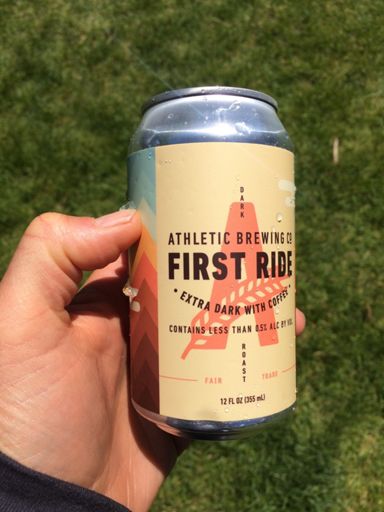 DARK
ATHLETIC BREWING CO
FIRST RIDE
• EXTRA DARK WITH COFFEE •
CONTAINS LESS THAN 0.5% ALC BY VOL
ROAST
FAIR TRADE
12 FL OZ (355 mL)